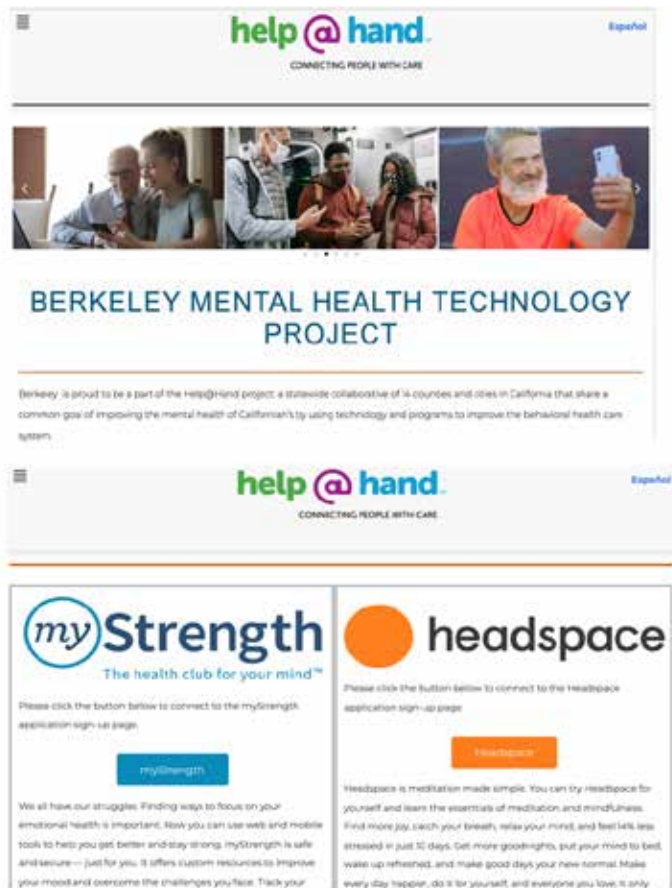 help@hand
Español
CONNECTING PEOPLE WITH CARE
BERKELEY MENTAL HEALTH TECHNOLOGY
PROJECT
Berkeley is proud to be a part of the Help@Hand project: a statewide collaborative of 14 counties and cities in California that share a
common goal of improving the mental health of Californian's by using technology and programs to improve the behavioral health care
system.
help@hand
Español
CONNECTING PEOPLE WITH CARE
myStrength
The health club for your mind™
Please click the button below to connect to the myStrength
application sign-up page.
myStrength
We all have our struggles. Finding ways to focus on your
emotional health is important. Now you can use web and mobile
tools to help you get better and stay strong. myStrength is safe
and secure — just for you. It offers custom resources to improve
your mood and overcome the challenges you face. Track your
headspace
Please click the button below to connect to the Headspace
application sign-up page
Headspace
Headspace is meditation made simple. You can try Headspace for
yourself and learn the essentials of meditation and mindfulness.
Find more joy, catch your breath, relax your mind, and feel 14% less
stressed in just 10 days. Get more goodnights, put your mind to bed,
wake up refreshed, and make good days your new normal. Make
every day happier, do it for yourself, and everyone you love. It only